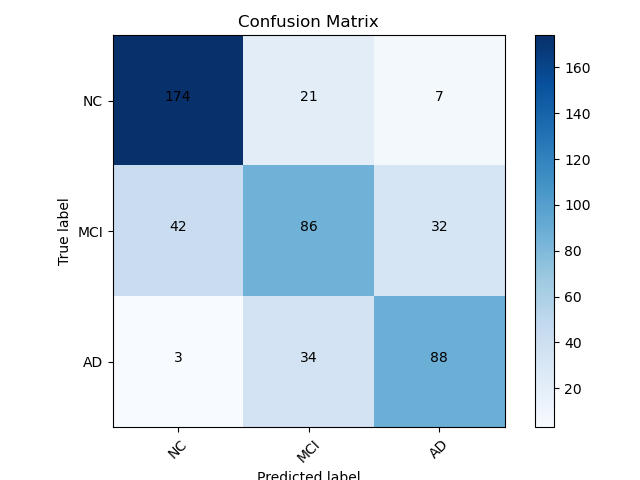 Confusion Matrix
True label
NC
174
21
7
MCI
42
86
32
AD
3
34
88
NC
MCI
AD
Predicted label
160
140
120
100
80
60
40
20